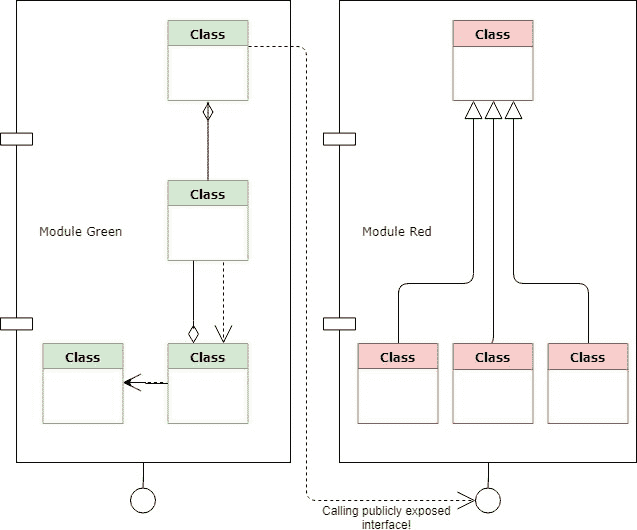 Class
Class
Class
Class
Module Green
Class
Module Red
Class
Class
Class
Calling publicly exposed
interface!